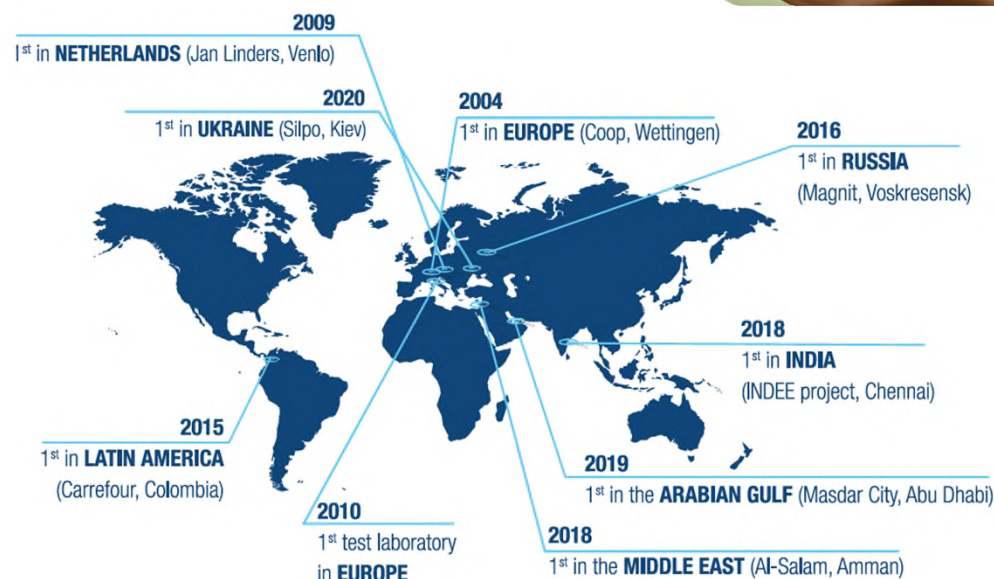 2009
1st in NETHERLANDS (Jan Linders, Venlo)
2020
1st in UKRAINE (Silpo, Kiev)
2004
1st in EUROPE (Coop, Wettingen)
2016
1st in RUSSIA
(Magnit, Voskresensk)
2018
1st in INDIA
(INDEE project, Chennai)
2015
1st in LATIN AMERICA
(Carrefour, Colombia)
2019
1st in the ARABIAN GULF (Masdar City, Abu Dhabi)
2010
1st test laboratory
in EUROPE
2018
1st in the MIDDLE EAST (Al-Salam, Amman)